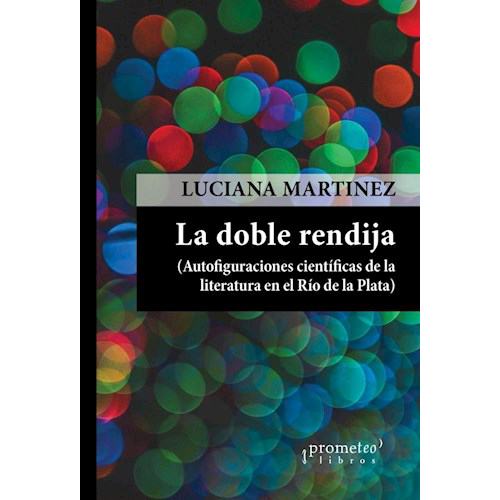 LUCIANA MARTINEZ
La doble rendija
(Autofiguraciones científicas de la
literatura en el Río de la Plata)
prometeo
libros